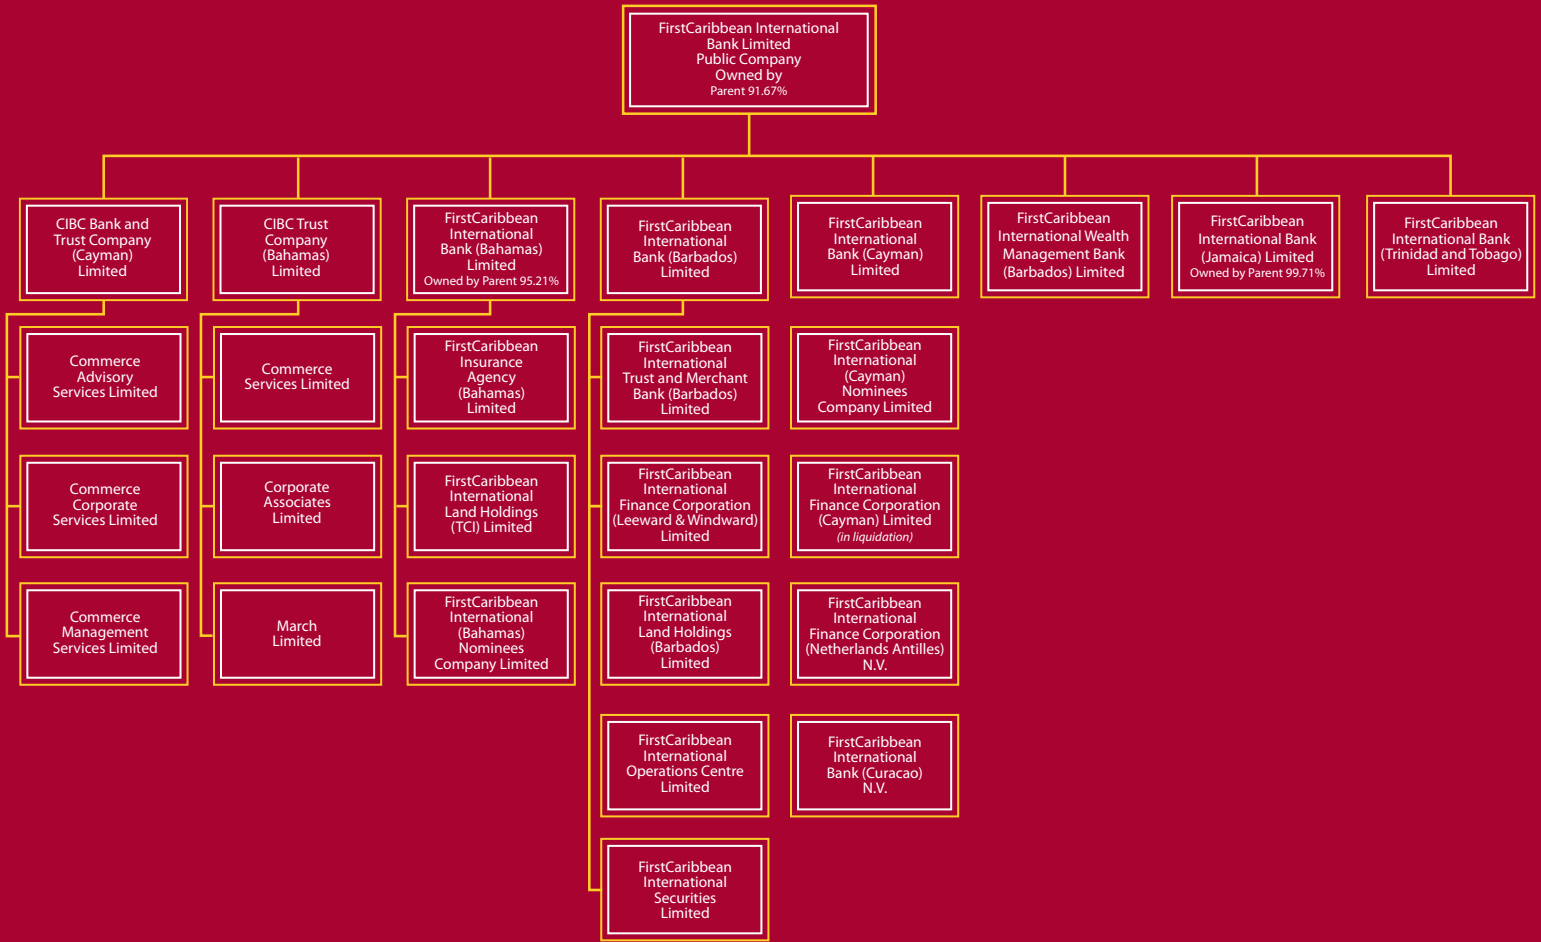 FirstCaribbean International
Bank Limited
Public Company
Owned by
Parent 91.67%
CIBC Bank and
Trust Company
(Cayman)
Limited
CIBC Trust
Company
(Bahamas)
Limited
FirstCaribbean
International
Bank (Bahamas)
Limited
Owned by Parent 95.21%
FirstCaribbean
International
Bank (Barbados)
Limited
FirstCaribbean
International
Bank (Cayman)
Limited
FirstCaribbean
International Wealth
Management Bank
(Barbados) Limited
FirstCaribbean
International Bank
(Jamaica) Limited
Owned by Parent 99.71%
FirstCaribbean
International Bank
(Trinidad and Tobago)
Limited
Commerce
Advisory
Services Limited
Commerce
Services Limited
FirstCaribbean
Insurance
Agency
(Bahamas)
Limited
FirstCaribbean
International
Trust and Merchant
Bank (Barbados)
Limited
FirstCaribbean
International
(Cayman)
Nominees
Company Limited
Commerce
Corporate
Services Limited
Corporate
Associates
Limited
FirstCaribbean
International
Land Holdings
(TCI) Limited
FirstCaribbean
International
Finance Corporation
(Leeward & Windward)
Limited
FirstCaribbean
International
Finance Corporation
(Cayman) Limited
(in liquidation)
Commerce
Management
Services Limited
March
Limited
FirstCaribbean
International
(Bahamas)
Nominees
Company Limited
FirstCaribbean
International
Land Holdings
(Barbados)
Limited
FirstCaribbean
International
Finance Corporation
(Netherlands Antilles)
N.V.
FirstCaribbean
International
Operations Centre
Limited
FirstCaribbean
International
Bank (Curacao)
N.V.
FirstCaribbean
International
Securities
Limited